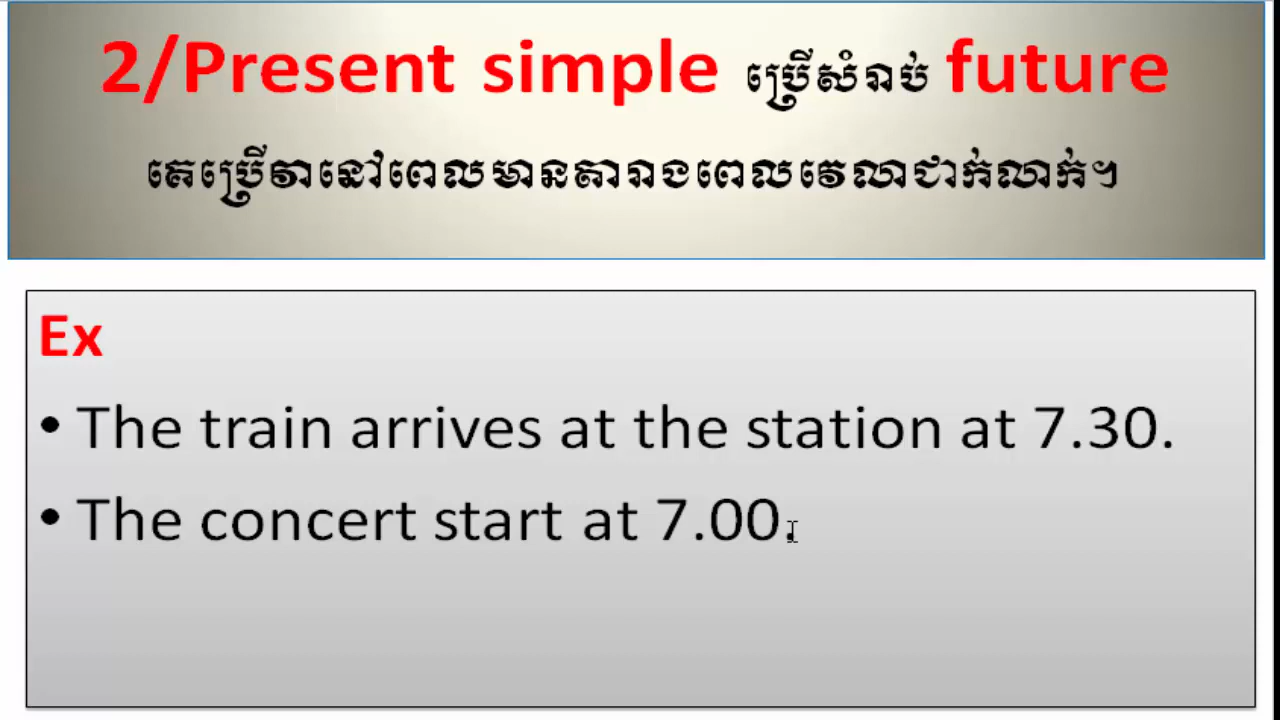 2/Present simple ប្រើសំរាប់ future
គេប្រើវានៅពេលមានតារាងពេលវេលាជាក់លាក់។
Ex
• The train arrives at the station at 7.30.
• The concert start at 7.00.